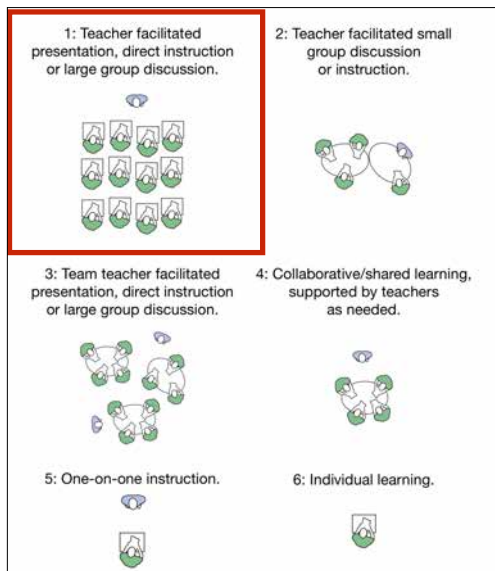 1: Teacher facilitated
presentation, direct instruction
or large group discussion.
2: Teacher facilitated small
group discussion
or instruction.
3: Team teacher facilitated
presentation, direct instruction
or large group discussion.
4: Collaborative/shared learning,
supported by teachers
as needed.
5: One-on-one instruction.
6: Individual learning.